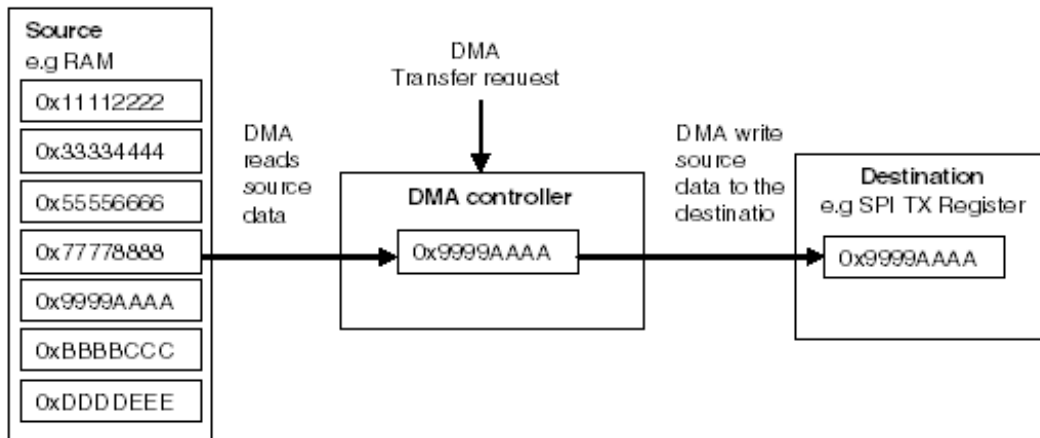 Source
e.g RAM
0x11112222
0x33334444
0x55556666
0x77778888
0x9999AAAA
0xBBBBCCC
0xDDDDEEE
DMA
reads
source
data
DMA
Transfer request
DMA controller
0x9999AAAA
DMA write
source
data to the
destinatio
Destination
e.g SPI TX Register
0x9999AAAA